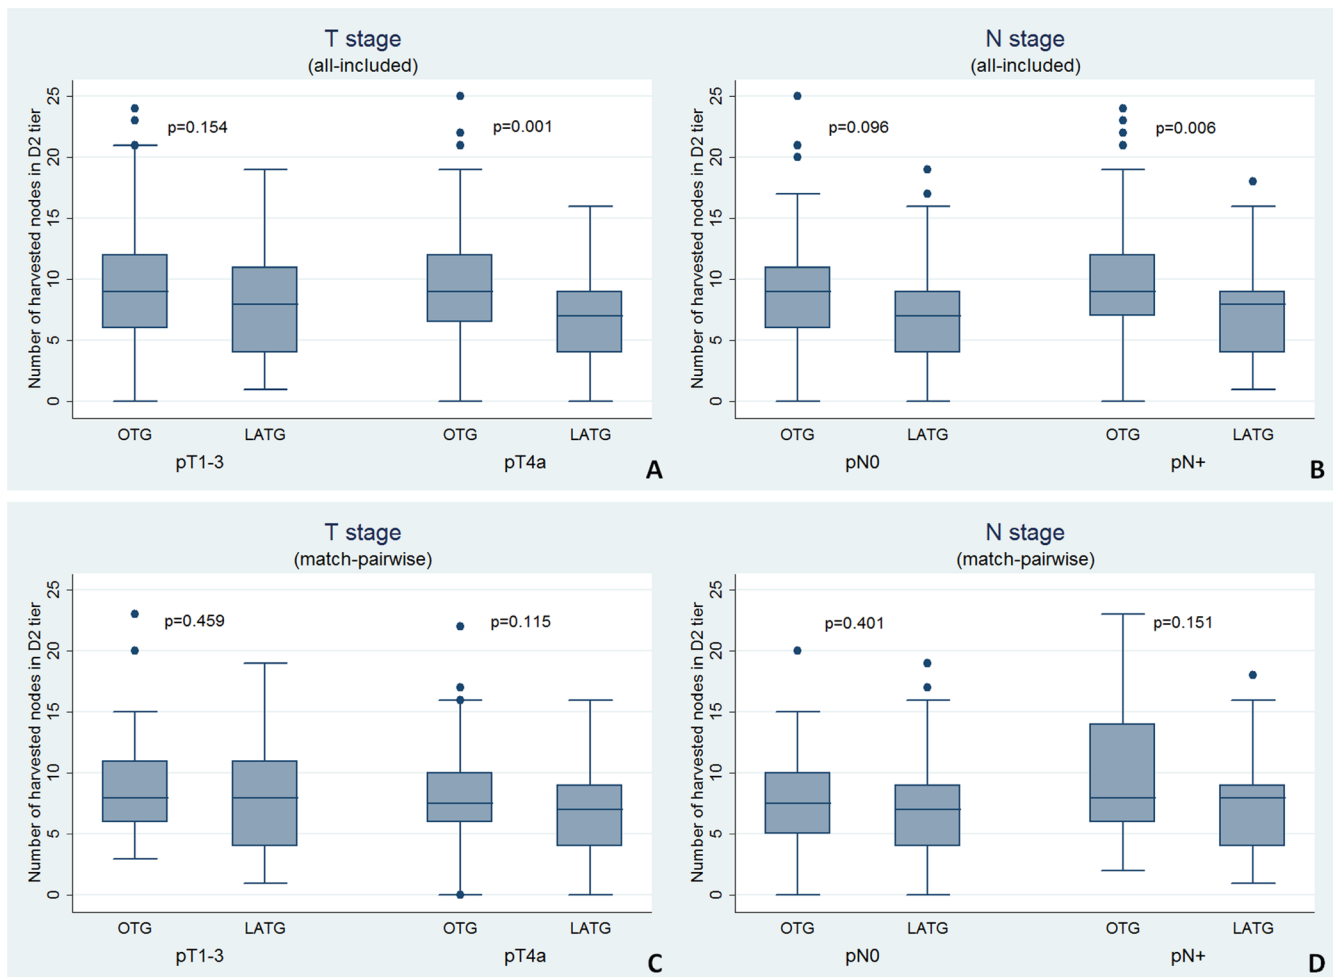 T stage
(all-included)
Number of harvested nodes in D2 tier
25
20
15
10
5
0
p=0.154
p=0.001
OTG LATG OTG LATG
pT1-3 pT4a
A
N stage
(all-included)
Number of harvested nodes in D2 tier
25
20
15
10
5
0
p=0.096
p=0.006
OTG LATG OTG LATG
pN0 pN+
B
T stage
(match-pairwise)
Number of harvested nodes in D2 tier
25
20
15
10
5
0
p=0.459
p=0.115
OTG LATG OTG LATG
pT1-3 pT4a
C
N stage
(match-pairwise)
Number of harvested nodes in D2 tier
25
20
15
10
5
0
p=0.401
p=0.151
OTG LATG OTG LATG
pN0 pN+
D